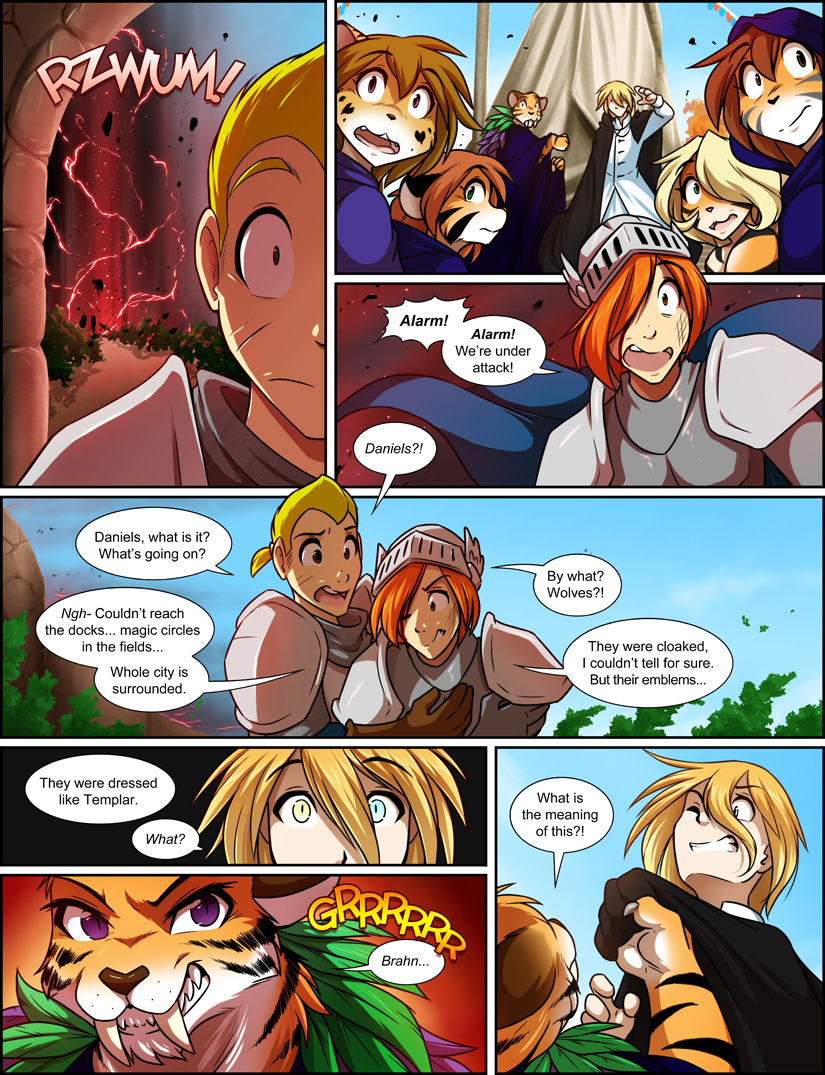 RZWUM!
Alarm!
Alarm!
We're under
attack!
Daniels?!
Daniels, what is it?
What's going on?
By what?
Wolves?!
Ngh- Couldn't reach
the docks... magic circles
in the fields...
Whole city is
surrounded.
They were cloaked,
I couldn't tell for sure.
But their emblems...
They were dressed
like Templar.
What?
GRRRRRR
Brahn...
What is
the meaning
of this?!